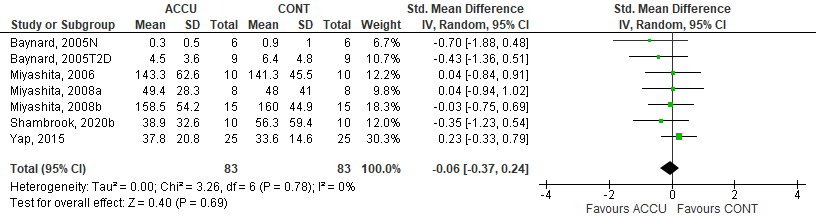 ACCU CONT Std. Mean Difference Std. Mean Difference
Study or Subgroup Mean SD Total Mean SD Total Weight IV, Random, 95% CI IV, Random, 95% CI
Baynard, 2005N 0.3 0.5 6 0.9 1 6 6.7% -0.70 [-1.88, 0.48]
Baynard, 2005T2D 4.5 3.6 9 6.4 4.8 9 10.6% -0.43 [-1.36, 0.51]
Miyashita, 2006 143.3 62.6 10 141.3 45.5 10 12.1% 0.04 [-0.84, 0.91]
Miyashita, 2008a 49.4 28.3 8 48 41 8 9.7% 0.04 [-0.94, 1.02]
Miyashita, 2008b 158.5 54.2 15 160 44.9 15 18.2% -0.03 [-0.75, 0.69]
Shambrook, 2020b 38.9 32.6 10 56.3 59.4 10 11.9% -0.35 [-1.23, 0.54]
Yap, 2015 37.8 20.8 25 33.6 14.6 25 30.3% 0.23 [-0.33, 0.79]
Total (95% CI) 83 83 100.0% -0.06 [-0.37, 0.24]
Heterogeneity: Tau² = 0.00; Chi² = 3.26, df = 6 (P = 0.78); I² = 0%
Test for overall effect: Z = 0.40 (P = 0.69)
-4 -2 0 2 4
Favours ACCU Favours CONT